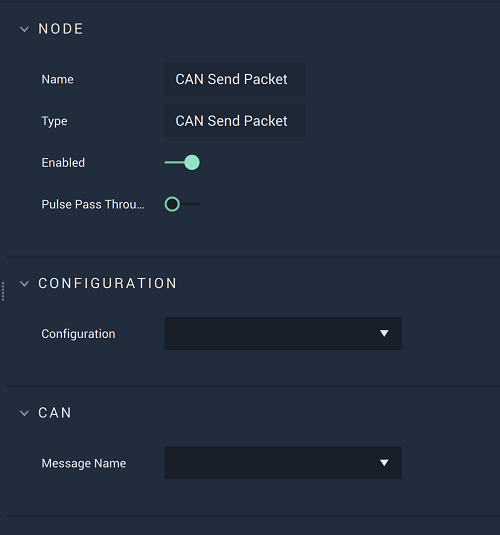 NODE
Name CAN Send Packet
Type CAN Send Packet
Enabled
Pulse Pass Throu...
CONFIGURATION
Configuration
CAN
Message Name